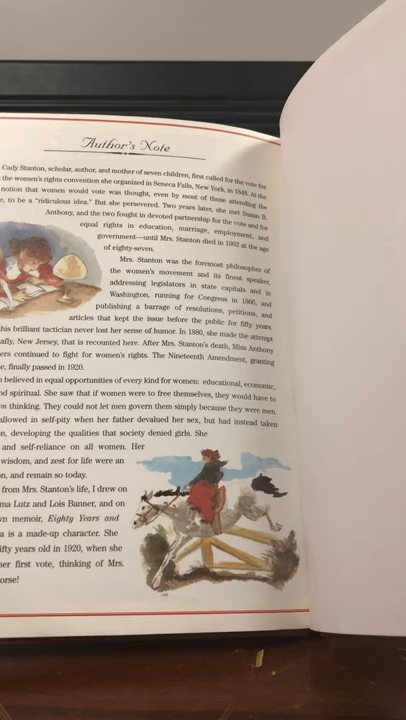 Author's Note
Cady Stanton, scholar, author, and mother of seven children, first called for the vote for
the women's rights convention she organized in Seneca Falls, New York, in 1848. At the
notion that women would vote was thought, even by most of those attending the
to be a "ridiculous idea." But she persevered. Two years later, she met Susan B.
Anthony, and the two fought in devoted partnership for the vote and for
equal rights in education, marriage, employment, and
government—until Mrs. Stanton died in 1902 at the age
of eighty-seven.
Mrs. Stanton was the foremost philosopher of
the women's movement and its finest speaker,
addressing legislators in state capitals and in
Washington, running for Congress in 1866, and
publishing a barrage of resolutions, petitions, and
articles that kept the issue before the public for fifty years.
his brilliant tactician never lost her sense of humor. In 1880, she made the attempt
afly, New Jersey, that is recounted here. After Mrs. Stanton's death, Miss Anthony
ers continued to fight for women's rights. The Nineteenth Amendment, granting
e, finally passed in 1920.
n believed in equal opportunities of every kind for women: educational, economic,
nd spiritual. She saw that if women were to free themselves, they would have to
wn thinking. They could not let men govern them simply because they were men.
allowed in self-pity when her father devalued her sex, but had instead taken
n, developing the qualities that society denied girls. She
and self-reliance on all women. Her
wisdom, and zest for life were an
on, and remain so today.
from Mrs. Stanton's life, I drew on
ma Lutz and Lois Banner, and on
wn memoir, Eighty Years and
a is a made-up character. She
ifty years old in 1920, when she
her first vote, thinking of Mrs.
orse!